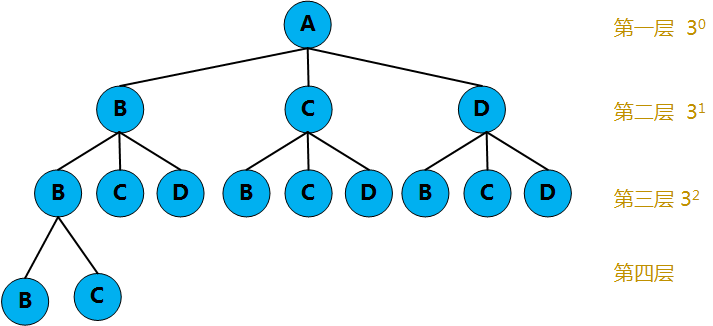 A 第一层 3⁰
B C D 第二层 3¹
B C D B C D B C D 第三层 3²
B C 第四层